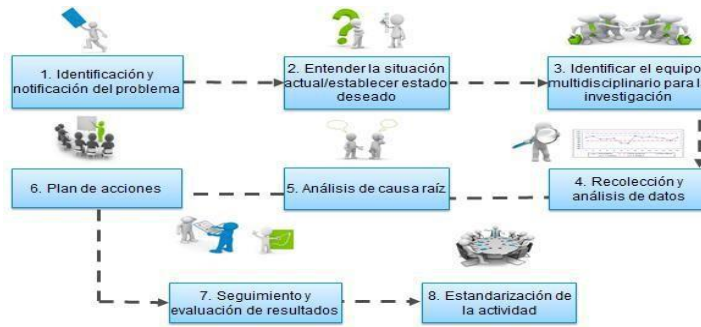 1. Identificación y
notificación del problema
2. Entender la situación
actual/establecer estado
deseado
3. Identificar el equipo
multidisciplinario para l
investigación
6. Plan de acciones
5. Análisis de causa raíz
4. Recolección y
análisis de datos
7. Seguimiento y
evaluación de resultados
8. Estandarización de
la actividad